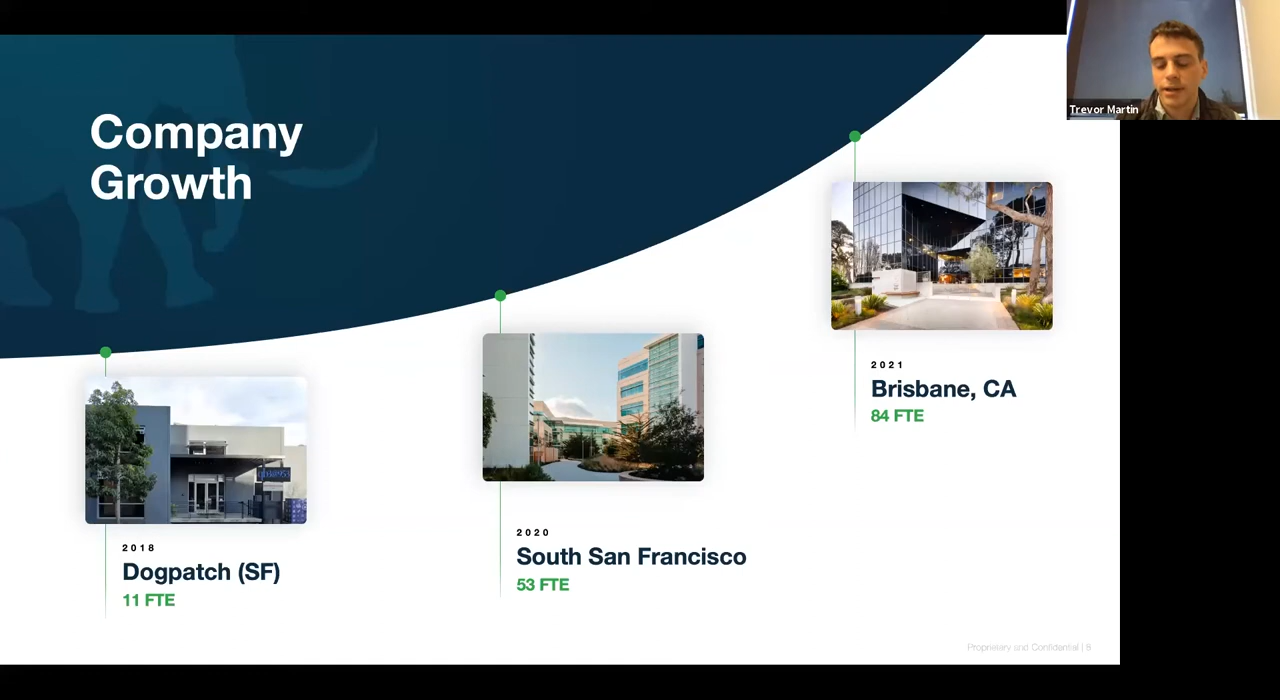 Company
Growth
Trevor Martin
2018
Dogpatch (SF)
11 FTE
2020
South San Francisco
53 FTE
2021
Brisbane, CA
84 FTE
Proprietary and Confidential | 8